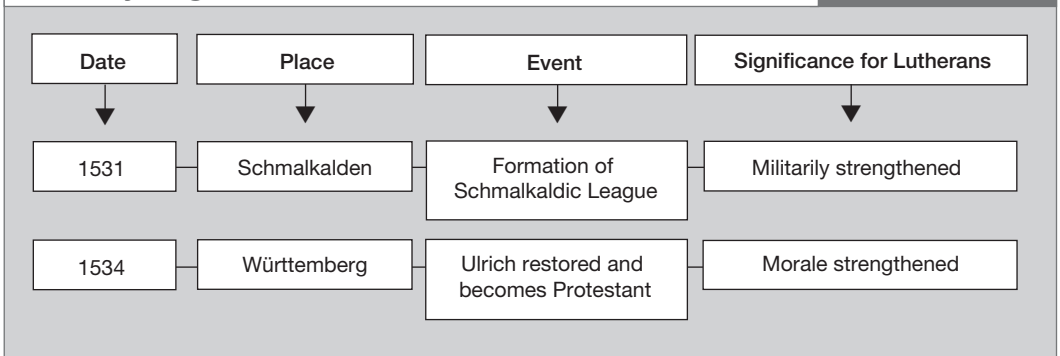 Date
Place
Event
Significance for Lutherans
1531
Schmalkalden
Formation of
Schmalkaldic League
Militarily strengthened
1534
Württemberg
Ulrich restored and
becomes Protestant
Morale strengthened